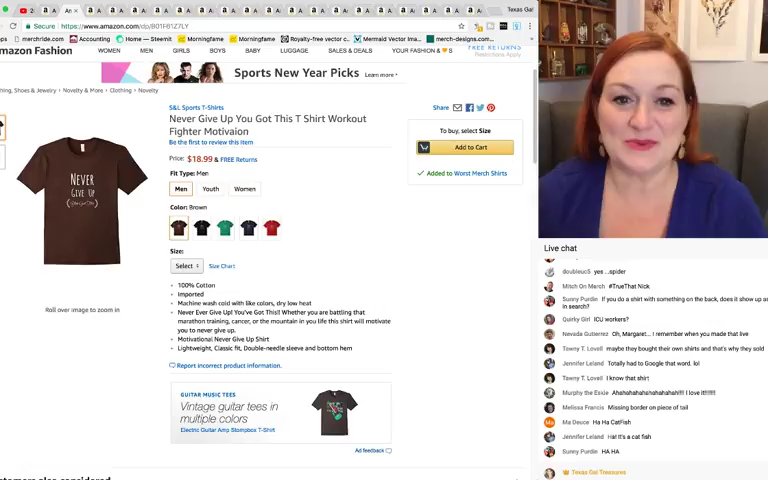 Texas Gal
Secure https://www.amazon.com/dp/B01F61Z7LY
merchride.com Accounting Home — Steemit Morningfame Morningfame Royalty-free vector c... Mermaid Vector Ima... merch-designs.com...
mazon Fashion WOMEN MEN GIRLS BOYS BABY LUGGAGE SALES & DEALS YOUR FASHION & S FREE RETURNS
Restrictions Apply
Sports New Year Picks Learn more
hing, Shoes & Jewelry › Novelty & More › Clothing › Novelty
S&L Sports T-Shirts
Share
Never Give Up You Got This T Shirt Workout
Fighter Motivaion
Be the first to review this item
Price: $18.99 & FREE Returns
Fit Type: Men
Men Youth Women
Color: Brown
Size:
Select Size Chart
100% Cotton
Imported
Machine wash cold with like colors, dry low heat
Never Ever Give Up! You've Got This!! Whether you are battling that
marathon training, cancer, or the mountain in you life this shirt will motivate
you to never give up.
Motivational Never Give Up Shirt
Lightweight, Classic fit, Double-needle sleeve and bottom hem
Report incorrect product information.
NEVER
GIVE UP
(You Got This)
Roll over image to zoom in
To buy, select Size
Add to Cart
Added to Worst Merch Shirts
GUITAR MUSIC TEES
Vintage guitar tees in
multiple colors
Electric Guitar Amp Stompbox T-Shirt
Ad feedback
stomers also considered
Live chat
doubleuc5 yes ...spider
Mitch On Merch #TrueThat Nick
Sunny Purdin If you do a shirt with something on the back, does it show up a
in search?
Quirky Girl ICU workers?
Nevada Gutierrez Oh, Margaret... I remember when you made that live
Tawny T. Lovell maybe they bought their own shirts and that's why they sold
Jennifer Leland Totally had to Google that word. lol
Tawny T. Lovell I know that shirt
Murphy the Exxie Ahahahahahahahahah!!!! I love it!!!!!!!!
Melissa Francis Missing border on piece of tail
Ma Deuce Ha Ha CatFish
Jennifer Leland Ha! It's a cat fish
Sunny Purdin HA HA
Texas Gal Treasures